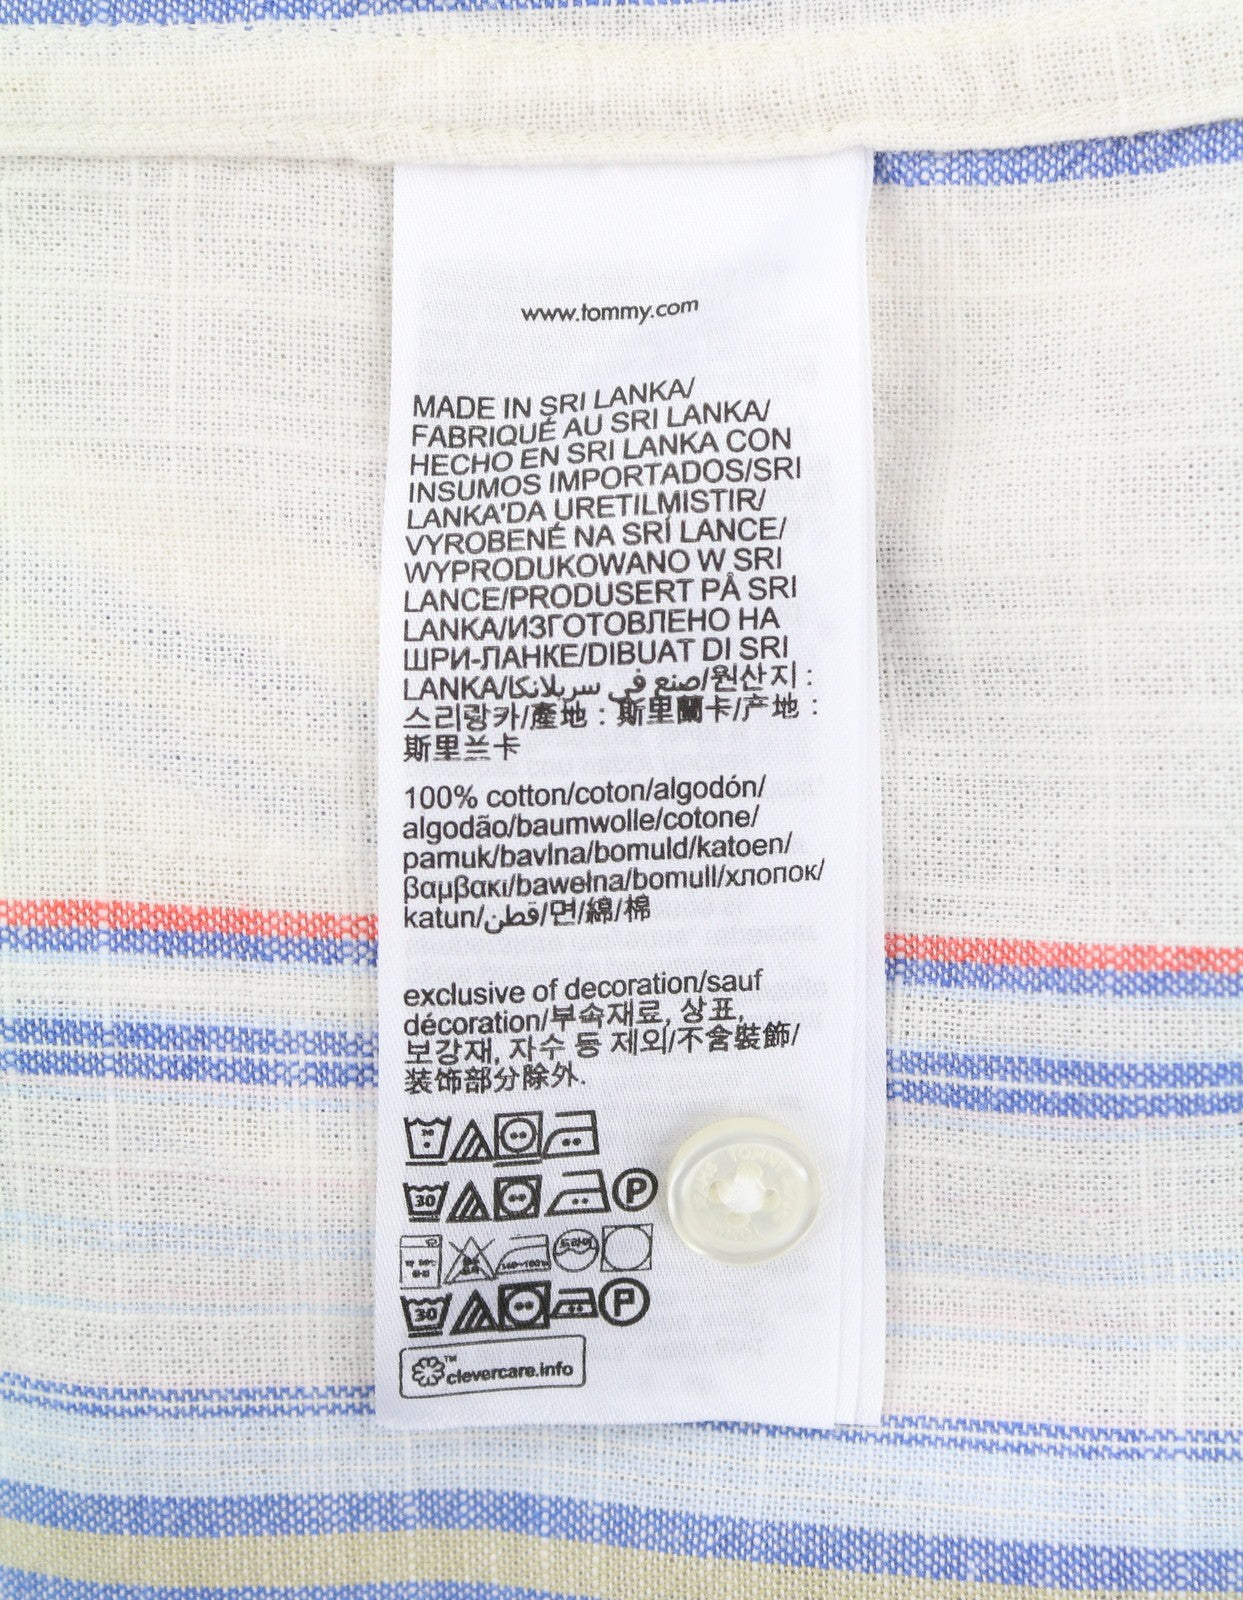 www.tommy.com
MADE IN SRI LANKA/
FABRIQUÉ AU SRI LANKA/
HECHO EN SRI LANKA CON
INSUMOS IMPORTADOS/SRI
LANKA'DA URETILMISTIR/
VYROBENÉ NA SRÍ LANCE/
WYPRODUKOWANO W SRI
LANCE/PRODUSERT PÅ SRI
LANKA/ИЗГОТОВЛЕНО НА
ШРИ-ЛАНКЕ/DIBUAT DI SRI
LANKA/صنع في سريلانكا/원산지 :
스리랑카/產地 : 斯里蘭卡/产地 :
斯里兰卡
100% cotton/coton/algodón/
algodão/baumwolle/cotone/
pamuk/bavlna/bomuld/katoen/
βαμβακι/bawełna/bomull/хлопок/
katun/قطن/면/綿/棉
exclusive of decoration/sauf
décoration/부속재료, 상표,
보강재, 자수 등 제외/不含裝飾/
装饰部分除外.
30
30 P
드라이
30 P
™ clevercare.info
TOMMY